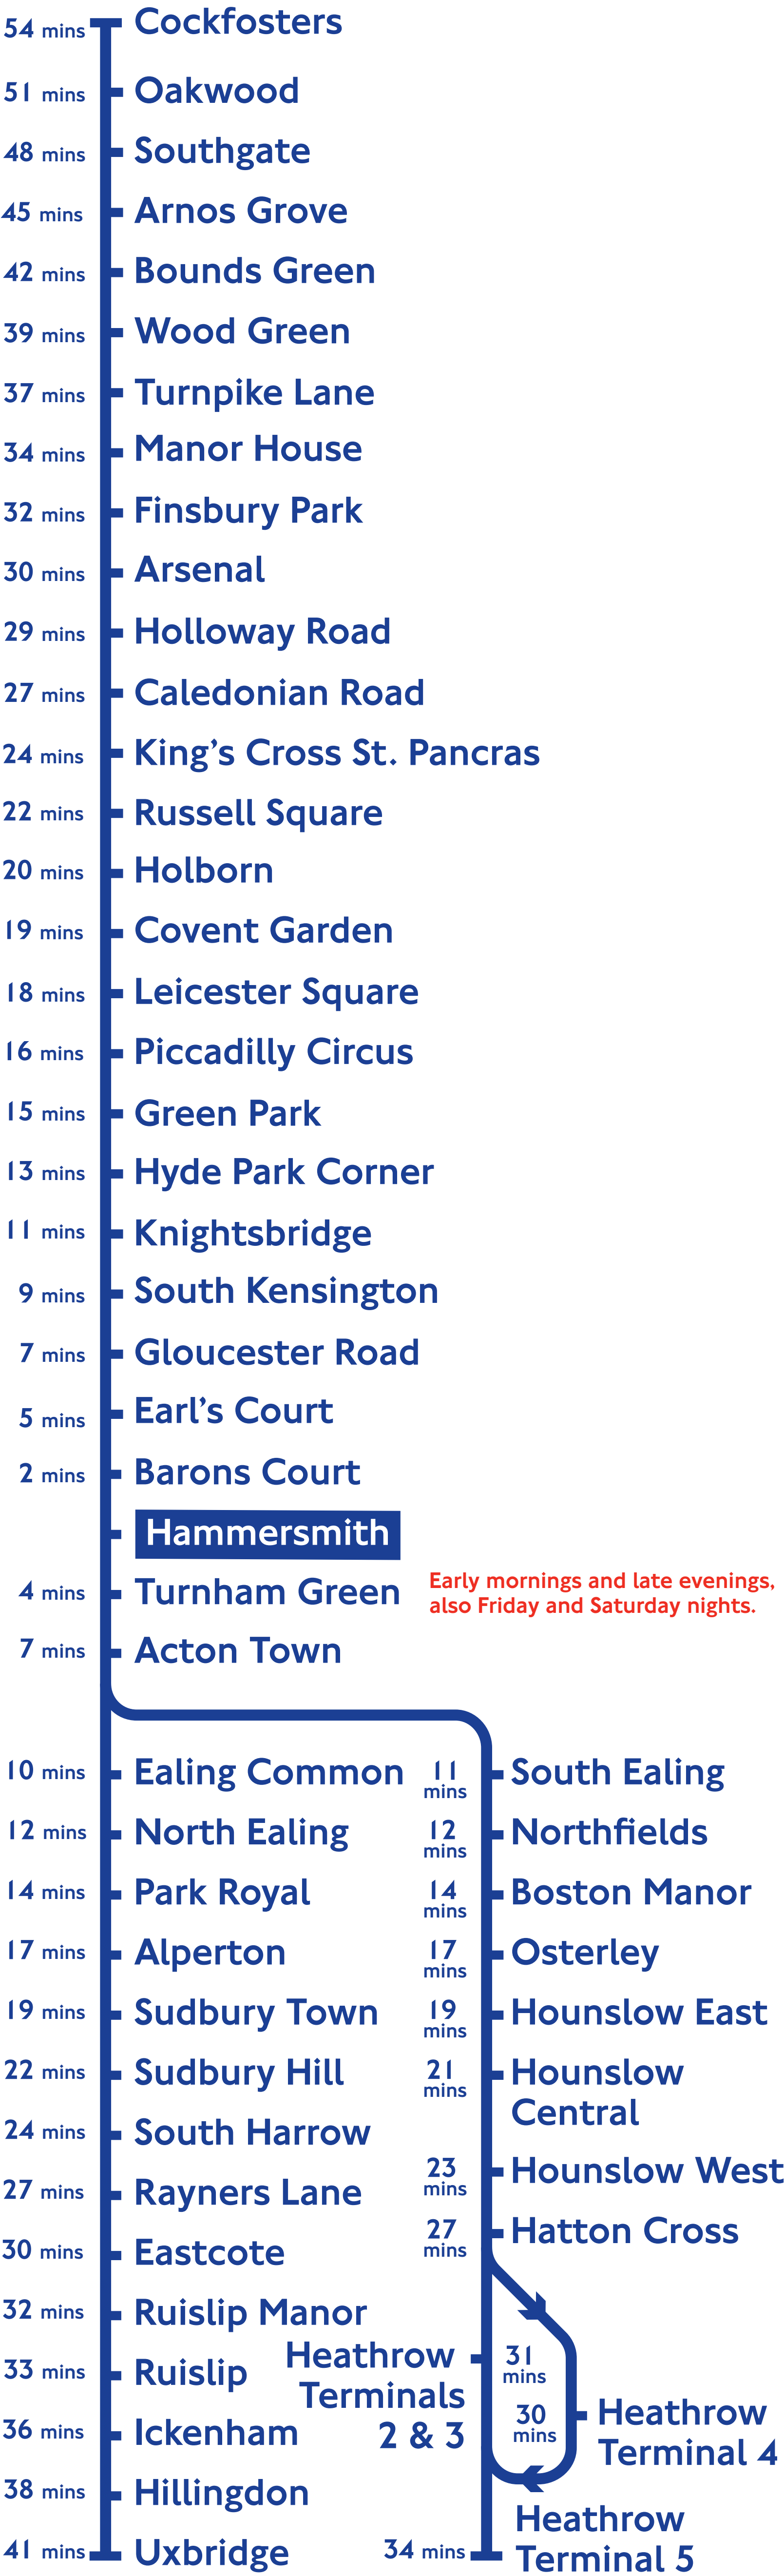 54 mins Cockfosters
51 mins Oakwood
48 mins Southgate
45 mins Arnos Grove
42 mins Bounds Green
39 mins Wood Green
37 mins Turnpike Lane
34 mins Manor House
32 mins Finsbury Park
30 mins Arsenal
29 mins Holloway Road
27 mins Caledonian Road
24 mins King's Cross St. Pancras
22 mins Russell Square
20 mins Holborn
19 mins Covent Garden
18 mins Leicester Square
16 mins Piccadilly Circus
15 mins Green Park
13 mins Hyde Park Corner
11 mins Knightsbridge
9 mins South Kensington
7 mins Gloucester Road
5 mins Earl's Court
2 mins Barons Court
Hammersmith
4 mins Turnham Green
Early mornings and late evenings,
also Friday and Saturday nights.
7 mins Acton Town
10 mins Ealing Common
12 mins North Ealing
14 mins Park Royal
17 mins Alperton
19 mins Sudbury Town
22 mins Sudbury Hill
24 mins South Harrow
27 mins Rayners Lane
30 mins Eastcote
32 mins Ruislip Manor
33 mins Ruislip
36 mins Ickenham
38 mins Hillingdon
41 mins Uxbridge
11 South Ealing
mins
12 Northfields
mins
14 Boston Manor
mins
17 Osterley
mins
19 Hounslow East
mins
21 Hounslow
mins Central
23 Hounslow West
mins
27 Hatton Cross
mins
Heathrow 31
Terminals mins
2 & 3
30 Heathrow
mins Terminal 4
Heathrow
34 mins Terminal 5